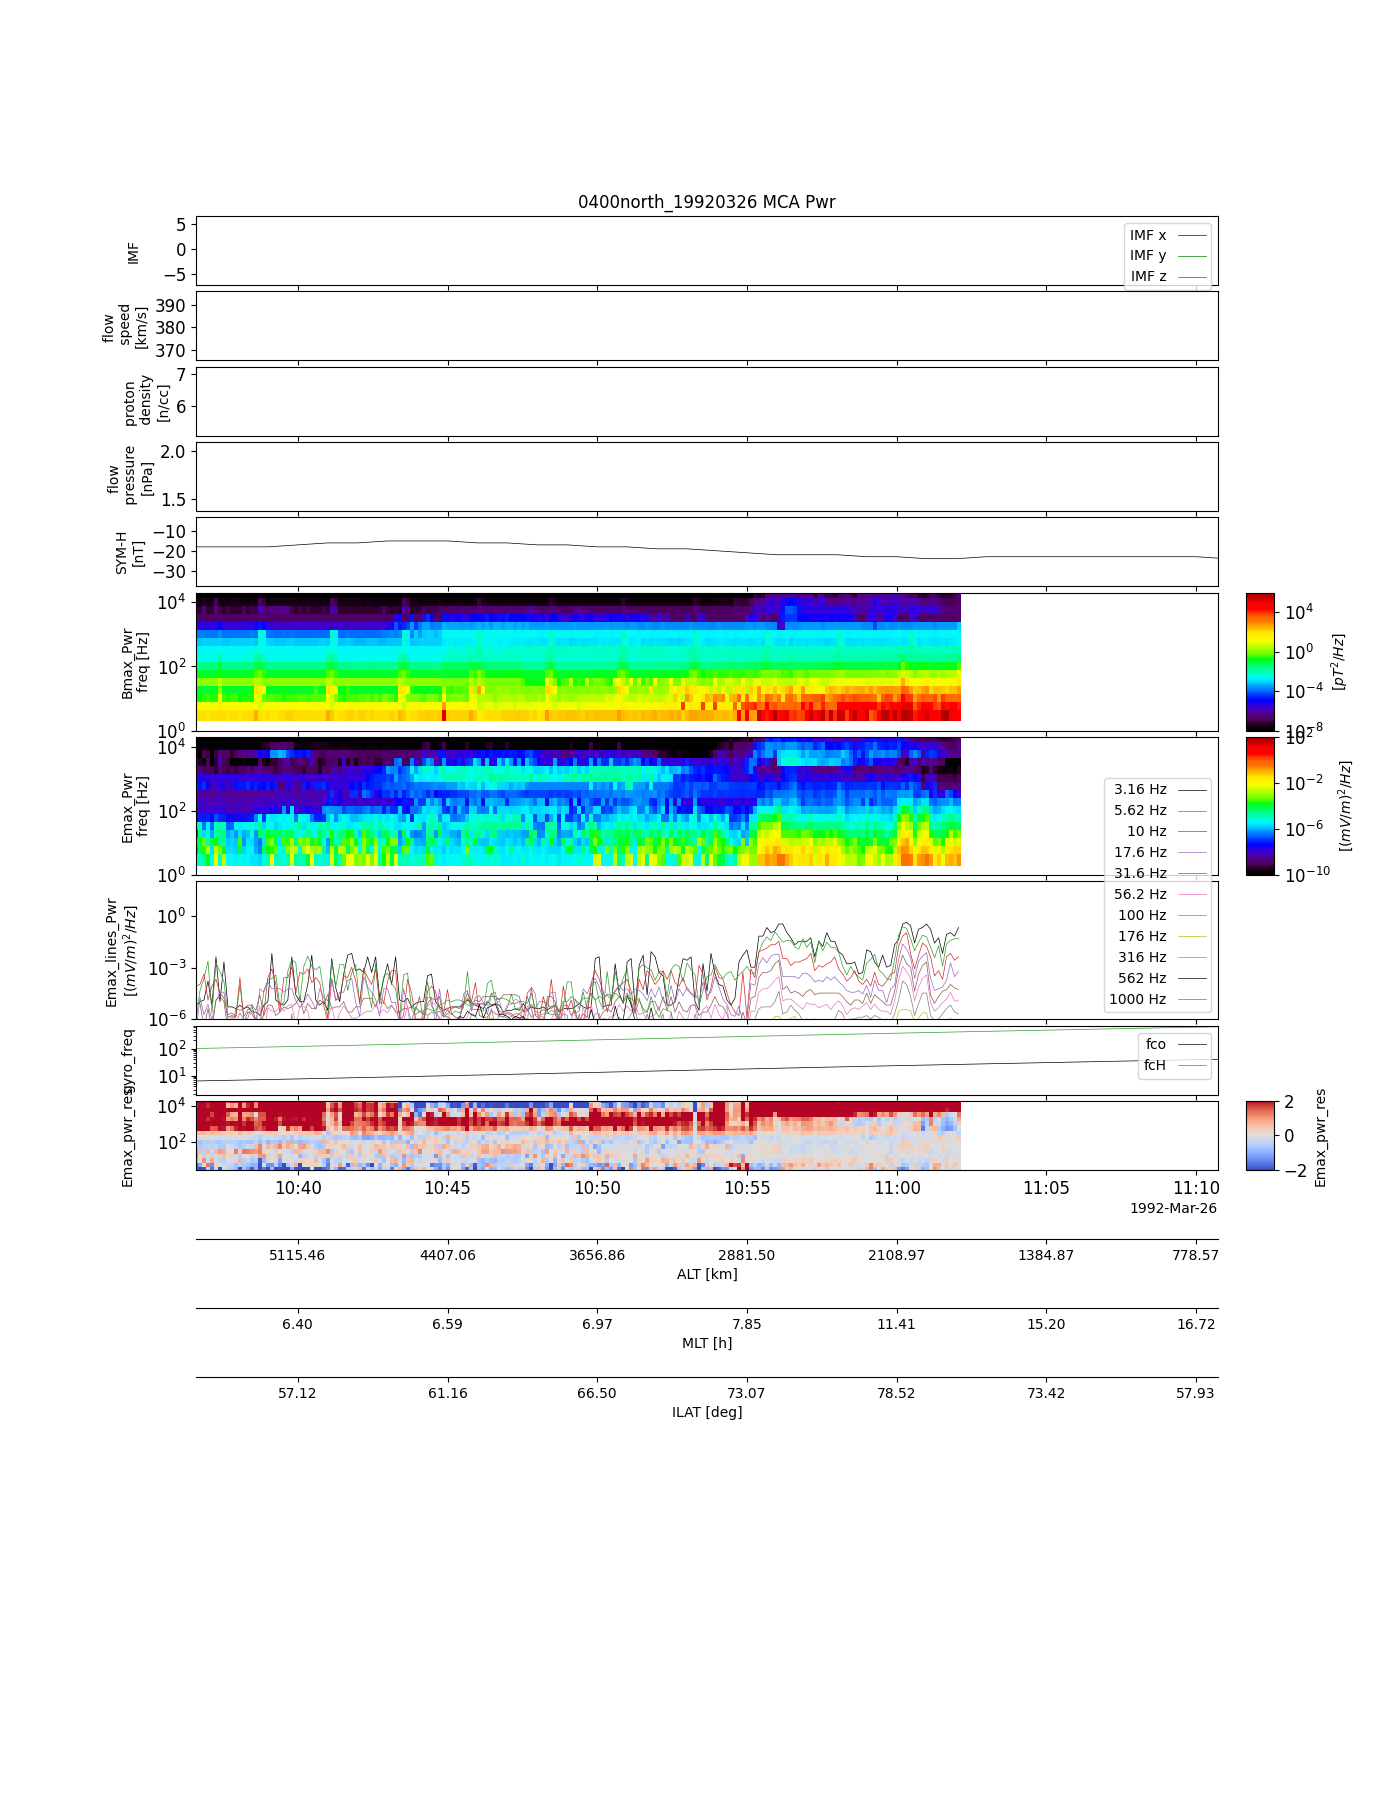 0400north_19920326 MCA Pwr
5
0
−5
IMF
IMF x
IMF y
IMF z
390
380
370
flow
speed
[km/s]
7
6
proton
density
[n/cc]
2.0
1.5
flow
pressure
[nPa]
−10
−20
−30
SYM-H
[nT]
10^4
10^2
10^0
Bmax_Pwr
freq [Hz]
10^4
10^0
10^−4
10^−8
[pT^2/Hz]
10^4
10^2
10^0
Emax_Pwr
freq [Hz]
10^2
10^−2
10^−6
10^−10
[(mV/m)^2/Hz]
3.16 Hz
5.62 Hz
10 Hz
17.6 Hz
31.6 Hz
56.2 Hz
100 Hz
176 Hz
316 Hz
562 Hz
1000 Hz
10^0
10^−3
10^−6
Emax_lines_Pwr
[(mV/m)^2/Hz]
10^2
10^1
gyro_freq
fco
fcH
10^4
10^2
Emax_pwr_res
2
0
−2
Emax_pwr_res
10:40 10:45 10:50 10:55 11:00 11:05 11:10
1992-Mar-26
5115.46 4407.06 3656.86 2881.50 2108.97 1384.87 778.57
ALT [km]
6.40 6.59 6.97 7.85 11.41 15.20 16.72
MLT [h]
57.12 61.16 66.50 73.07 78.52 73.42 57.93
ILAT [deg]